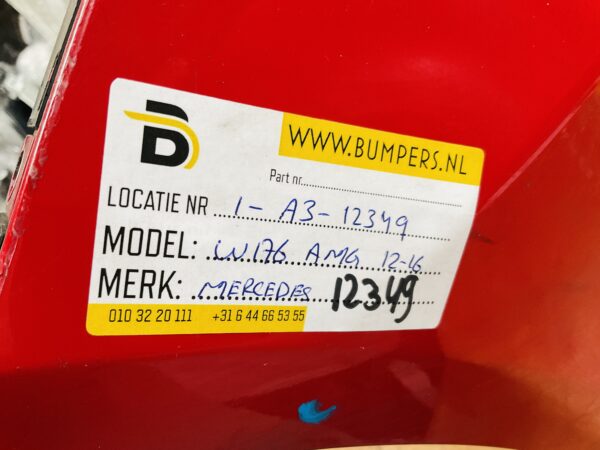 WWW.BUMPERS.NL
Part nr.
LOCATIE NR 1-A3-12349
MODEL: W176 AMG 12-16
MERK: MERCEDES 12349
010 32 20 111 +31 6 44 66 53 55